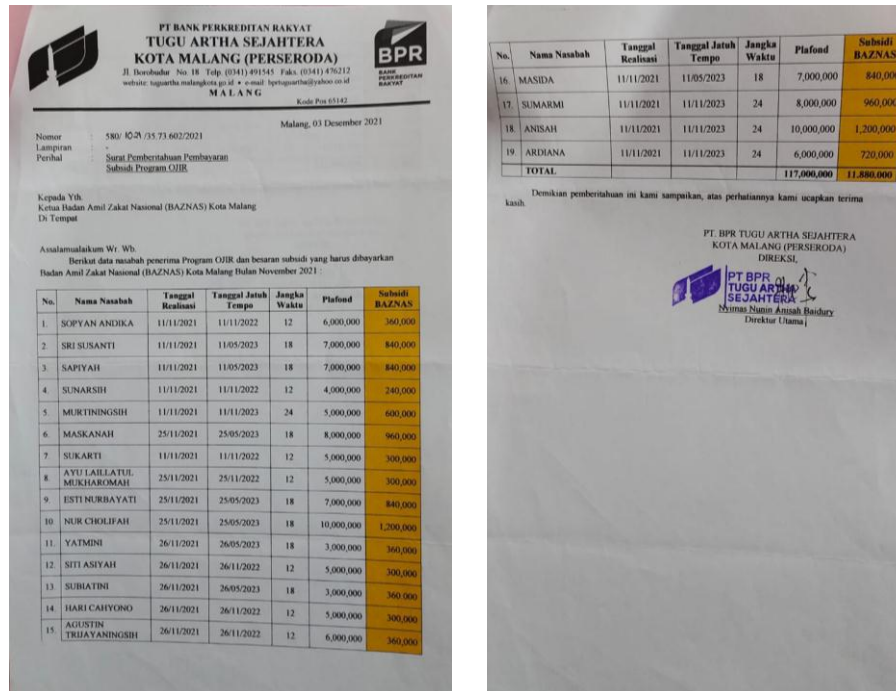 PT BANK PERKREDITAN RAKYAT
TUGU ARTHA SEJAHTERA
KOTA MALANG (PERSERODA)
Jl. Borobudur No. 18 Telp. (0341) 491545 Faks. (0341) 476212
website: tuguartha.malangkota.go.id • e-mail: bprtuguartha@yahoo.co.id
MALANG
Kode Pos 65142
BPR
BANK
PERKREDITAN
RAKYAT
Malang, 03 Desember 2021
Nomor : 580/ 1021 /35.73.602/2021
Lampiran : -
Perihal : Surat Pemberitahuan Pembayaran
Subsidi Program OJIR
Kepada Yth.
Ketua Badan Amil Zakat Nasional (BAZNAS) Kota Malang
Di Tempat
Assalamualaikum Wr. Wb.
Berikut data nasabah penerima Program OJIR dan besaran subsidi yang harus dibayarkan
Badan Amil Zakat Nasional (BAZNAS) Kota Malang Bulan November 2021 :
No. Nama Nasabah Tanggal Realisasi Tanggal Jatuh Tempo Jangka Waktu Plafond Subsidi BAZNAS
1. SOPYAN ANDIKA 11/11/2021 11/11/2022 12 6,000,000 360,000
2. SRI SUSANTI 11/11/2021 11/05/2023 18 7,000,000 840,000
3. SAPIYAH 11/11/2021 11/05/2023 18 7,000,000 840,000
4. SUNARSIH 11/11/2021 11/11/2022 12 4,000,000 240,000
5. MURTININGSIH 11/11/2021 11/11/2023 24 5,000,000 600,000
6. MASKANAH 25/11/2021 25/05/2023 18 8,000,000 960,000
7. SUKARTI 11/11/2021 11/11/2022 12 5,000,000 300,000
8. AYU LAILLATUL MUKHAROMAH 25/11/2021 25/11/2022 12 5,000,000 300,000
9. ESTI NURBAYATI 25/11/2021 25/05/2023 18 7,000,000 840,000
10. NUR CHOLIFAH 25/11/2021 25/05/2023 18 10,000,000 1,200,000
11. YATMINI 26/11/2021 26/05/2023 18 3,000,000 360,000
12. SITI ASIYAH 26/11/2021 26/11/2022 12 5,000,000 300,000
13. SUBIATINI 26/11/2021 26/05/2023 18 3,000,000 360.000
14. HARI CAHYONO 26/11/2021 26/11/2022 12 5,000,000 300,000
15. AGUSTIN TRIJAYANINGSIH 26/11/2021 26/11/2022 12 6,000,000 360,000
No. Nama Nasabah Tanggal Realisasi Tanggal Jatuh Tempo Jangka Waktu Plafond Subsidi BAZNAS
16. MASIDA 11/11/2021 11/05/2023 18 7,000,000 840,000
17. SUMARMI 11/11/2021 11/11/2023 24 8,000,000 960,000
18. ANISAH 11/11/2021 11/11/2023 24 10,000,000 1,200,000
19. ARDIANA 11/11/2021 11/11/2023 24 6,000,000 720,000
TOTAL 117,000,000 11.880.000
Demikian pemberitahuan ini kami sampaikan, atas perhatiannya kami ucapkan terima
kasih.
PT. BPR TUGU ARTHA SEJAHTERA
KOTA MALANG (PERSERODA)
DIREKSI,
PT BPR
TUGU ARTHA
SEJAHTERA
Nyimas Nunin Anisah Baidury
Direktur Utama